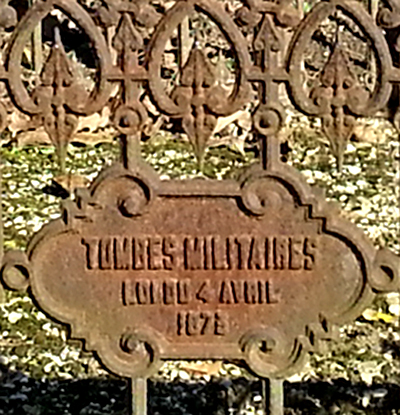 TOMBES MILITAIRES
LOI DU 4 AVRIL
1873